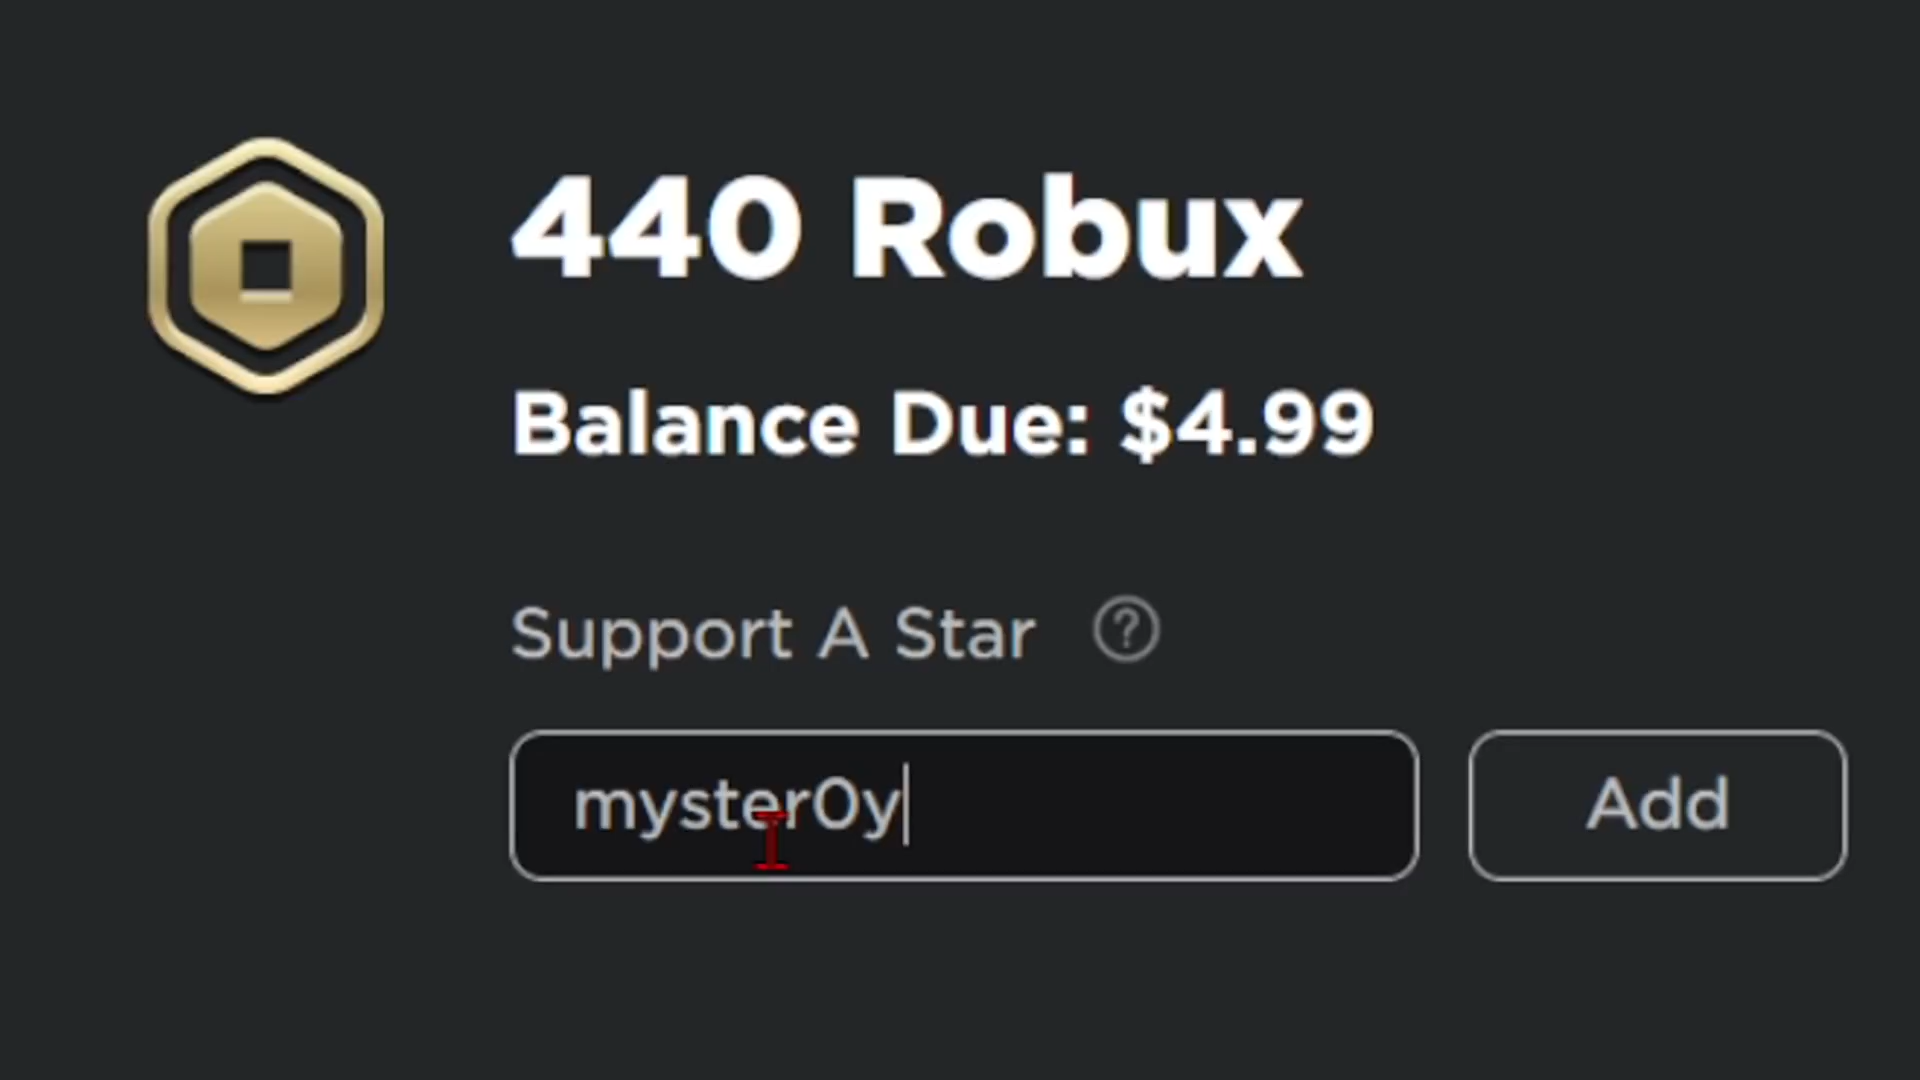 440 Robux
Balance Due: $4.99
Support A Star ?
myster0y
Add